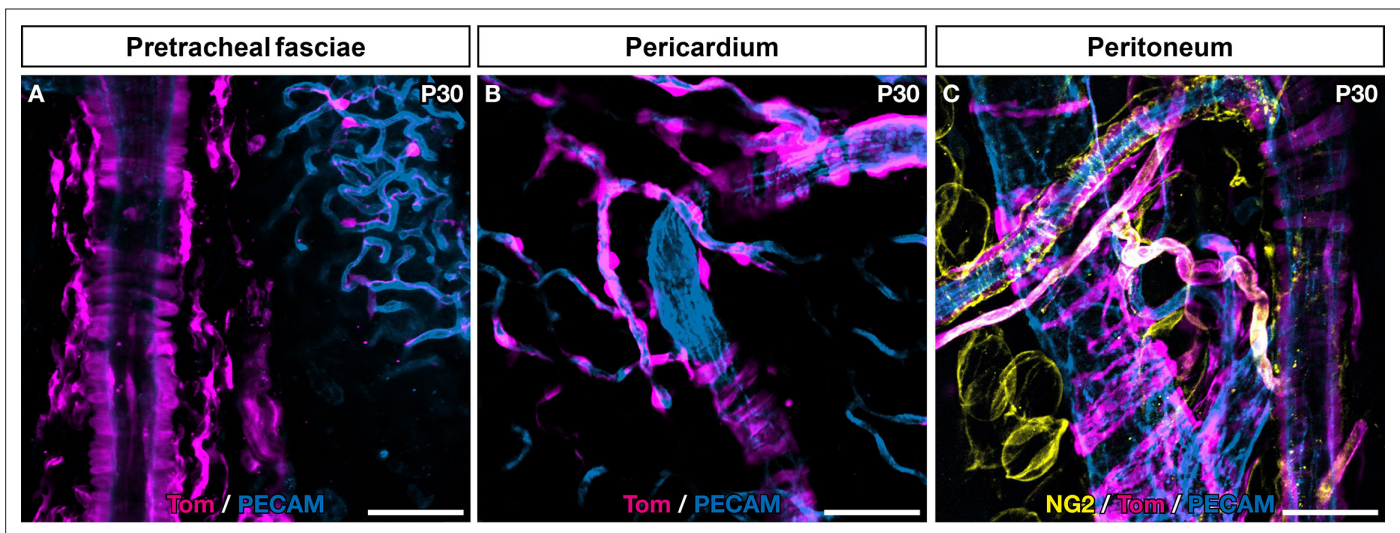 Pretracheal fasciae
Pericardium
Peritoneum
A
P30
B
P30
C
P30
Tom / PECAM
Tom / PECAM
NG2 / Tom / PECAM